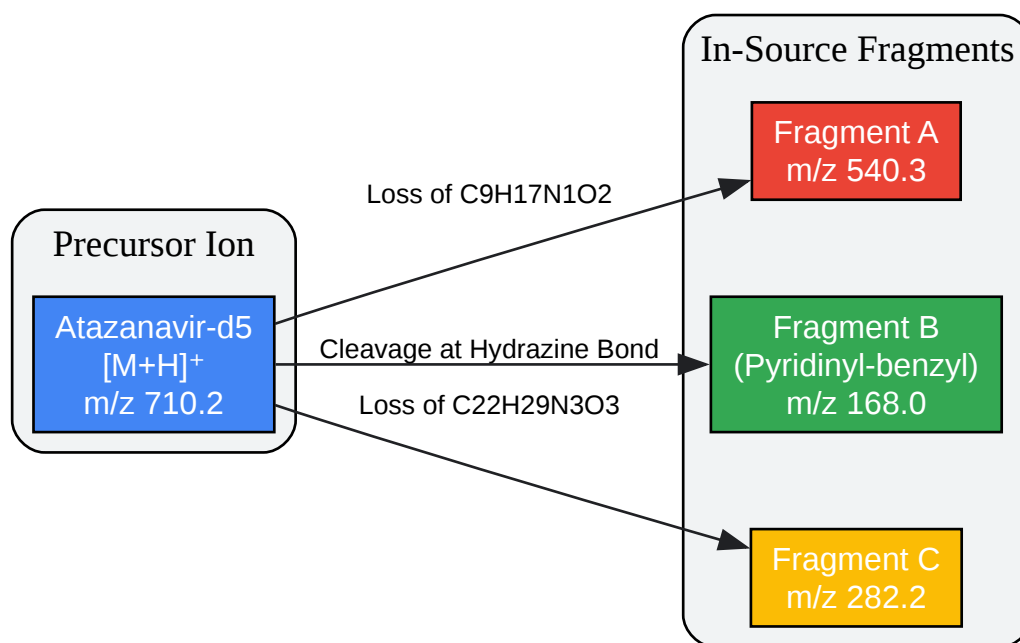 In-Source Fragments
Fragment A
m/z 540.3
Loss of C9H17N1O2
Precursor Ion
Atazanavir-d5
[M+H]⁺
m/z 710.2
Cleavage at Hydrazine Bond
Fragment B
(Pyridinyl-benzyl)
m/z 168.0
Loss of C22H29N3O3
Fragment C
m/z 282.2